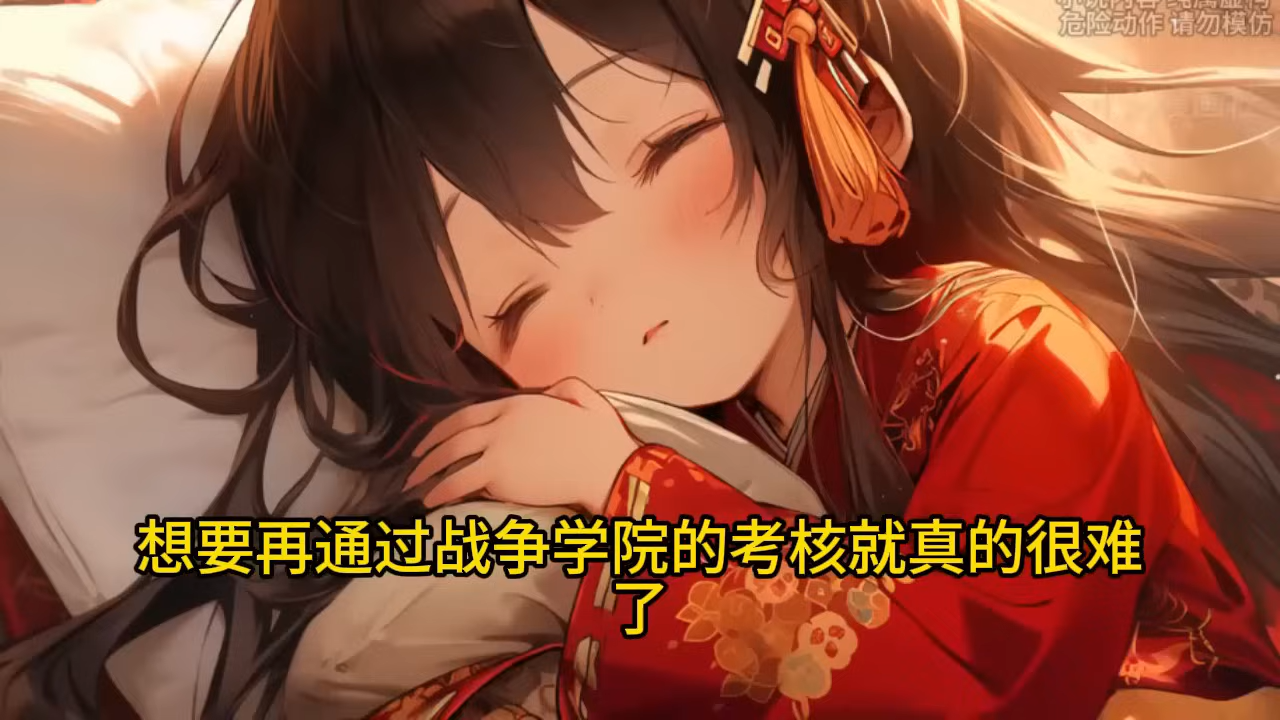 危险动作 请勿模仿
想要再通过战争学院的考核就真的很难
了